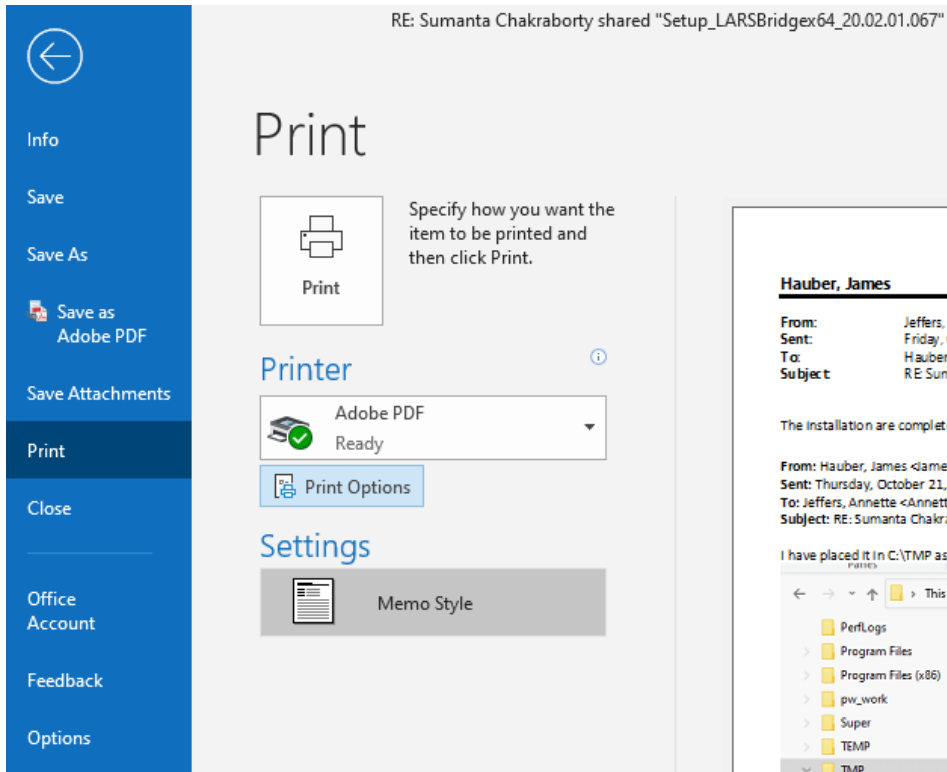 RE: Sumanta Chakraborty shared "Setup_LARSBridgex64_20.02.01.067"
Info
Save
Save As
Save as
Adobe PDF
Save Attachments
Print
Close
Office
Account
Feedback
Options
Print
Print
Specify how you want the
item to be printed and
then click Print.
Printer
Adobe PDF
Ready
Print Options
Settings
Memo Style
Hauber, James
From: Jeffers,
Sent: Friday,
To: Hauber
Subject: RE: Sum
The Installation are complet
From: Hauber, James <Jame
Sent: Thursday, October 21,
To: Jeffers, Annette <Annett
Subject: RE: Sumanta Chakra
I have placed it in C:\TMP as
This
PerfLogs
Program Files
Program Files (x86)
pw_work
Super
TEMP
TMP